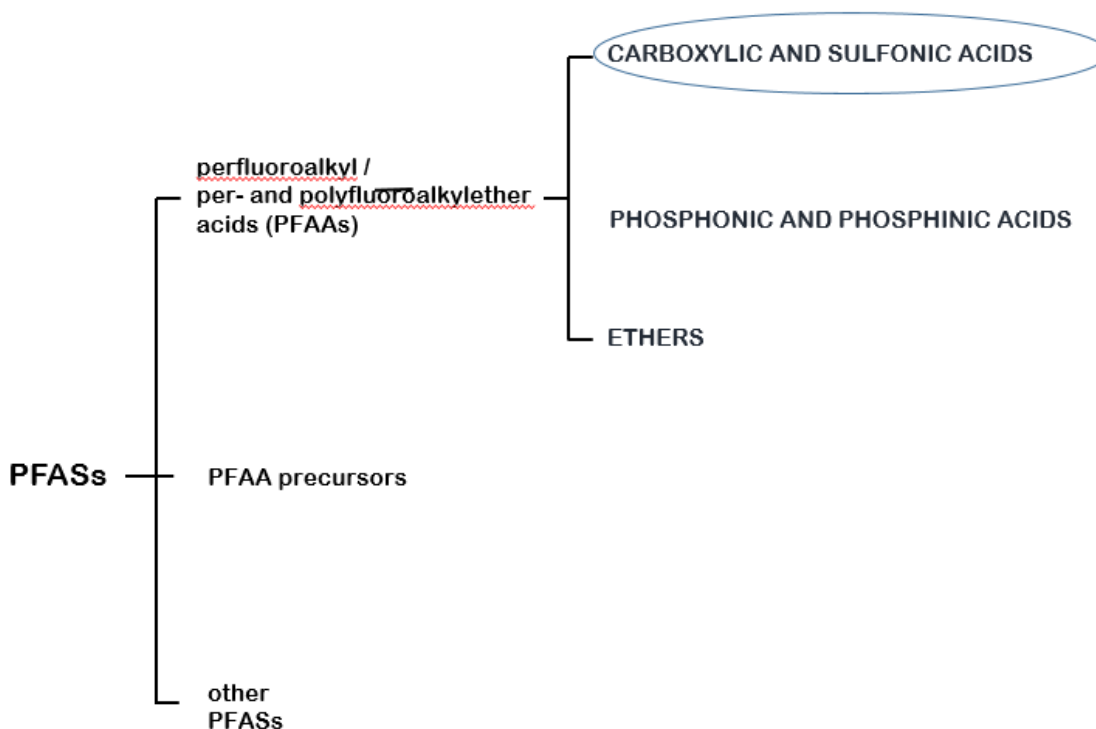 CARBOXYLIC AND SULFONIC ACIDS
perfluoroalkyl /
per- and polyfluoroalkylether
acids (PFAAs)
PHOSPHONIC AND PHOSPHINIC ACIDS
ETHERS
PFASs
PFAA precursors
other
PFASs